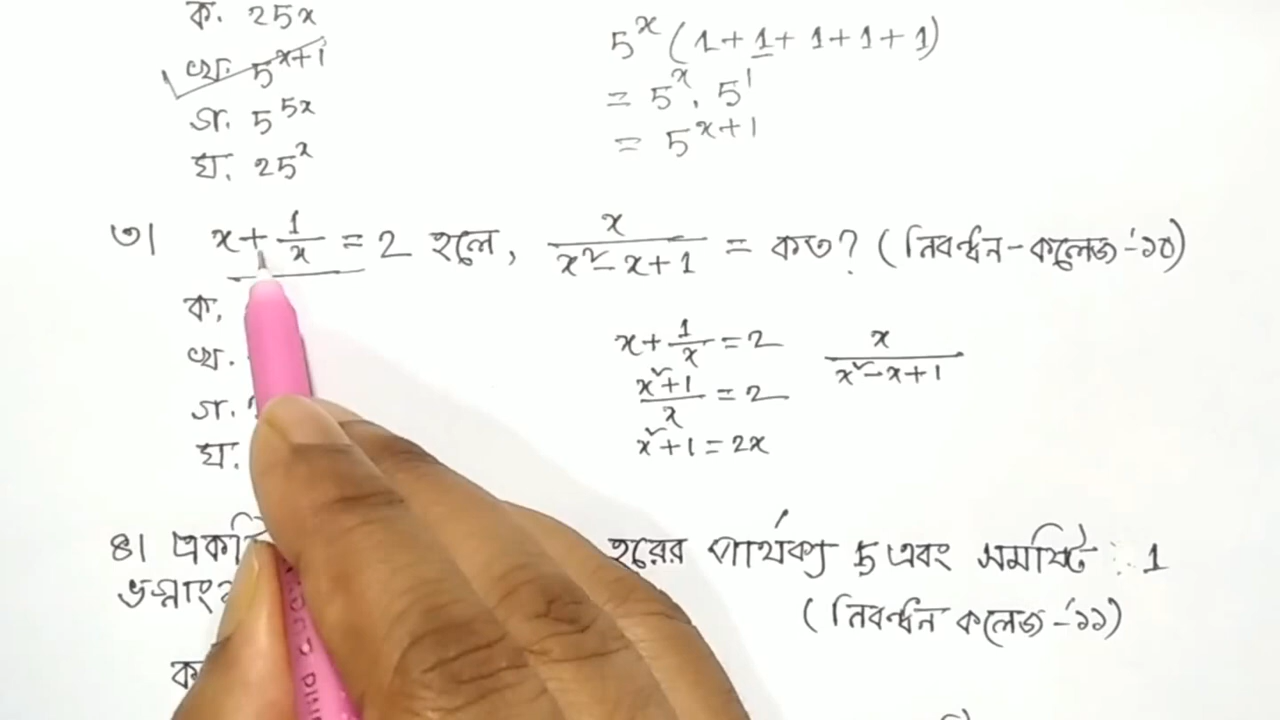 ক. 25x
খ. 5^(x+1)
গ. 5^(5x)
ঘ. 25^x
5^x (1+1+1+1+1)
= 5^x . 5^1
= 5^(x+1)
৩। x + 1/x = 2 হলে, x/(x²-x+1) = কত? (নিবন্ধন-কলেজ-'১০)
ক.
খ.
গ.
ঘ.
x + 1/x = 2
(x²+1)/x = 2
x²+1 = 2x
x/(x²-x+1)
৪। হরের পার্থক্য 5 এবং সমষ্টি 1
(নিবন্ধন কলেজ-'১১)
ক